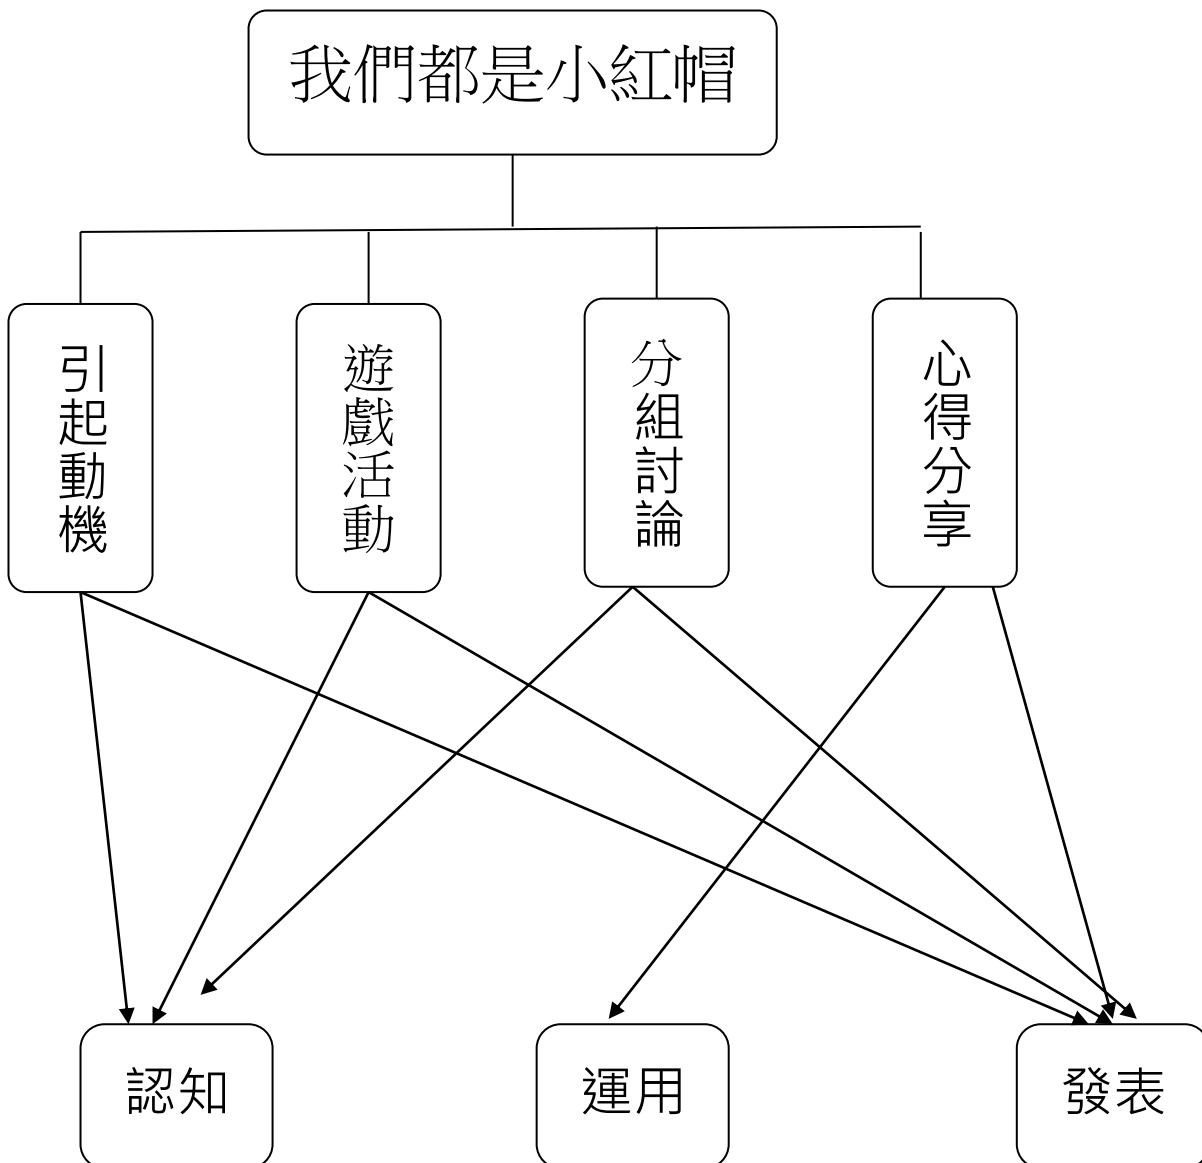 我們都是小紅帽
引起動機
遊戲活動
分組討論
心得分享
認知
運用
發表